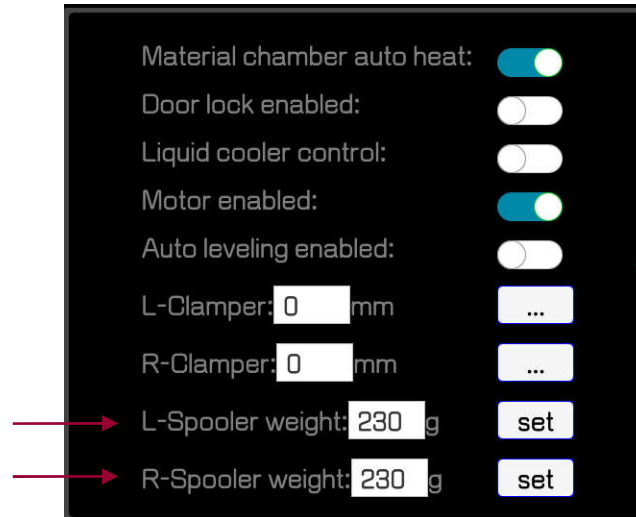 Material chamber auto heat:
Door lock enabled:
Liquid cooler control:
Motor enabled:
Auto leveling enabled:
L-Clamper: 0 mm ...
R-Clamper: 0 mm ...
L-Spooler weight: 230 g set
R-Spooler weight: 230 g set